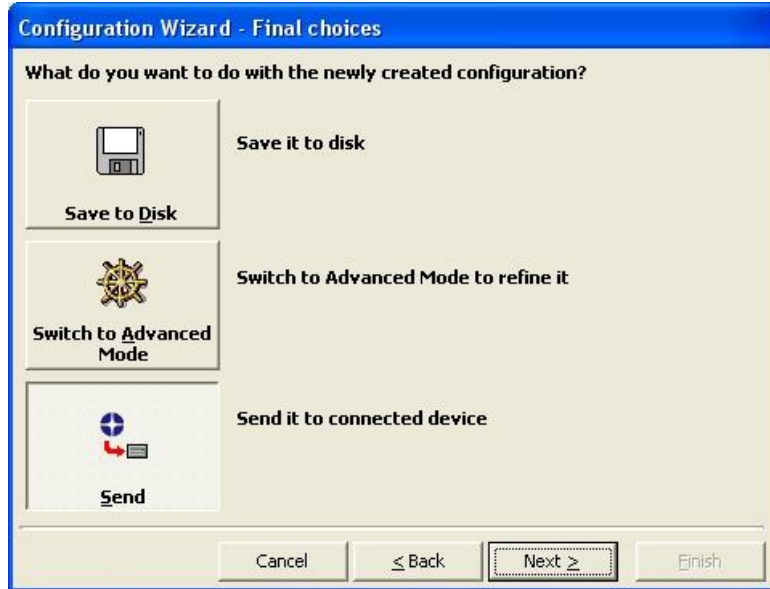 Configuration Wizard - Final choices
What do you want to do with the newly created configuration?
Save to Disk
Save it to disk
Switch to Advanced
Mode
Switch to Advanced Mode to refine it
Send
Send it to connected device
Cancel
< Back
Next >
Finish